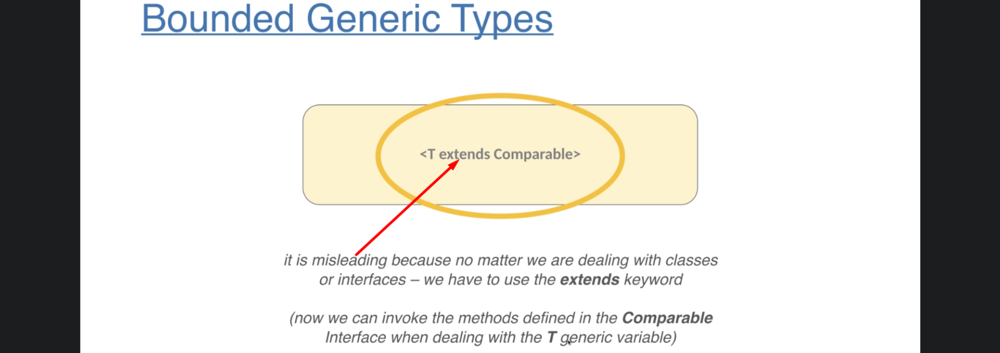 Bounded Generic Types
<T extends Comparable>
it is misleading because no matter we are dealing with classes
or interfaces – we have to use the extends keyword
(now we can invoke the methods defined in the Comparable
Interface when dealing with the T generic variable)